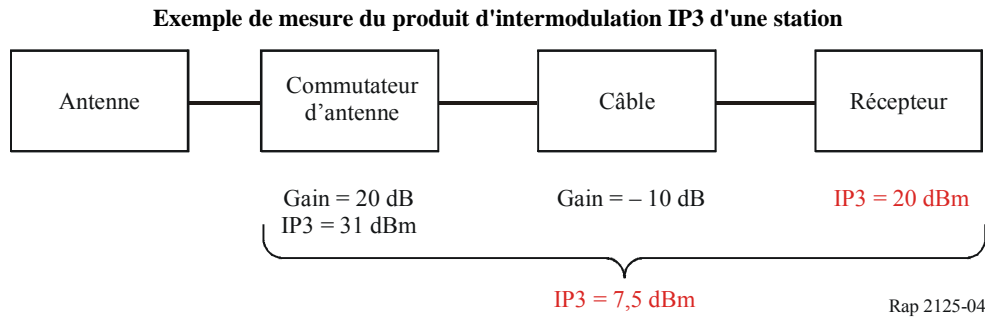 Exemple de mesure du produit d'intermodulation IP3 d'une station
Antenne
Commutateur
d'antenne
Câble
Récepteur
Gain = 20 dB
IP3 = 31 dBm
Gain = – 10 dB
IP3 = 20 dBm
IP3 = 7,5 dBm
Rap 2125-04